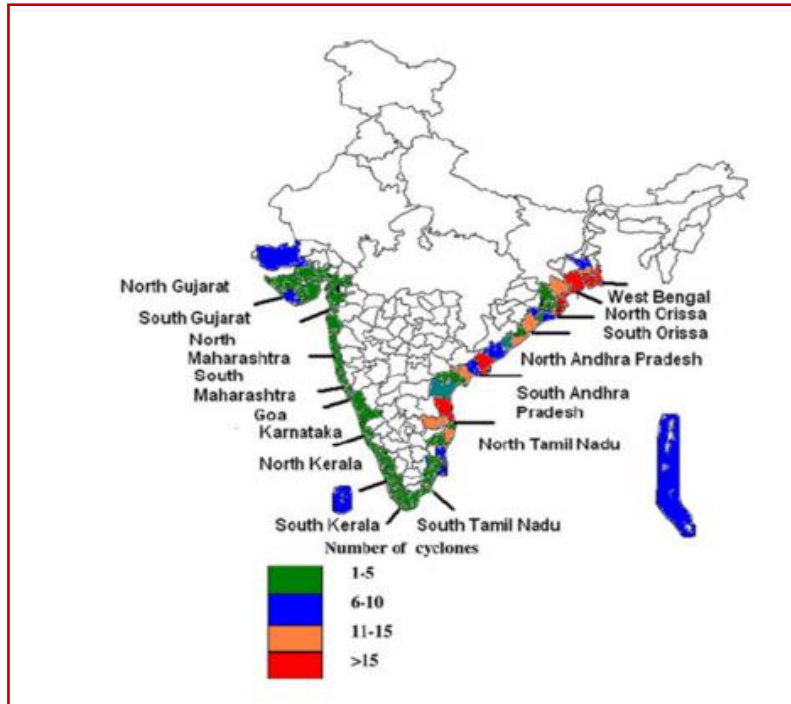 North Gujarat
South Gujarat
North
Maharashtra
South
Maharashtra
Goa
Karnataka
North Kerala
South Kerala
South Tamil Nadu
West Bengal
North Orissa
South Orissa
North Andhra Pradesh
South Andhra
Pradesh
North Tamil Nadu
Number of cyclones
1-5
6-10
11-15
>15